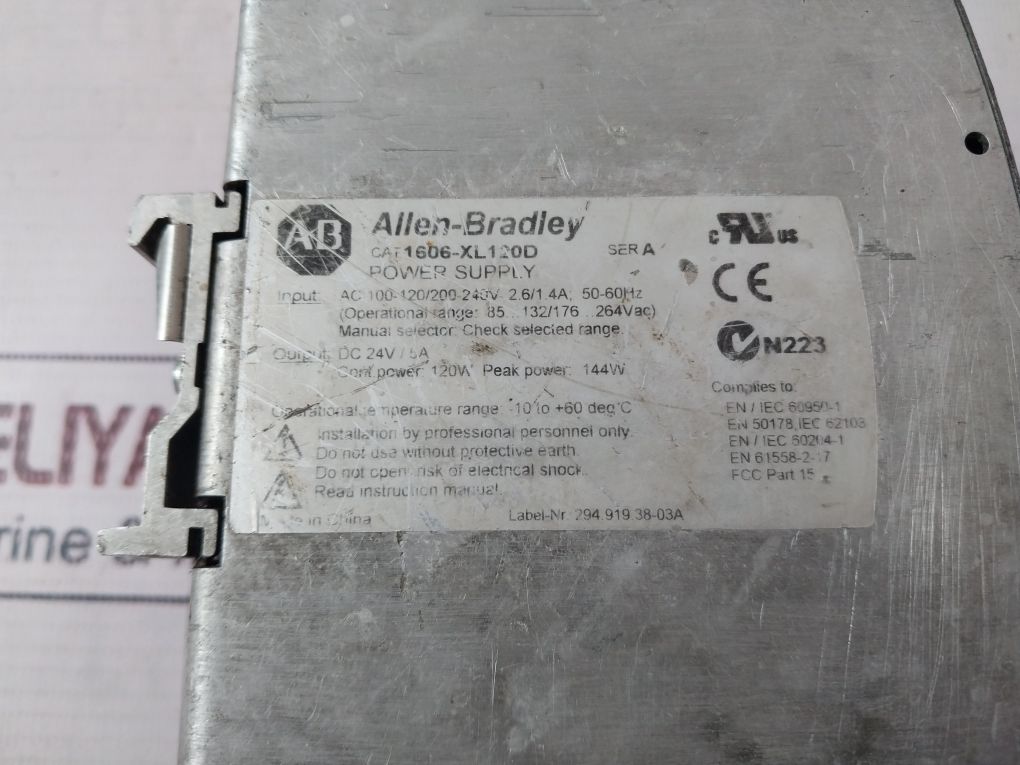 AB Allen-Bradley
CAT 1606-XL120D SER A
POWER SUPPLY
Input: AC 100-120/200-240V 2.6/1.4A; 50-60Hz
(Operational range: 85...132/176...264Vac)
Manual selector: Check selected range.
Output: DC 24V / 5A
Cont power: 120W Peak power: 144W
Operational temperature range: -10 to +60 deg°C
Installation by professional personnel only.
Do not use without protective earth.
Do not open: risk of electrical shock.
Read instruction manual.
Made in China Label-Nr. 294.919.38-03A
c UL us
CE
N223
Complies to:
EN / IEC 60950-1
EN 50178, IEC 62103
EN / IEC 60204-1
EN 61558-2-17
FCC Part 15
ELIYA
rine &